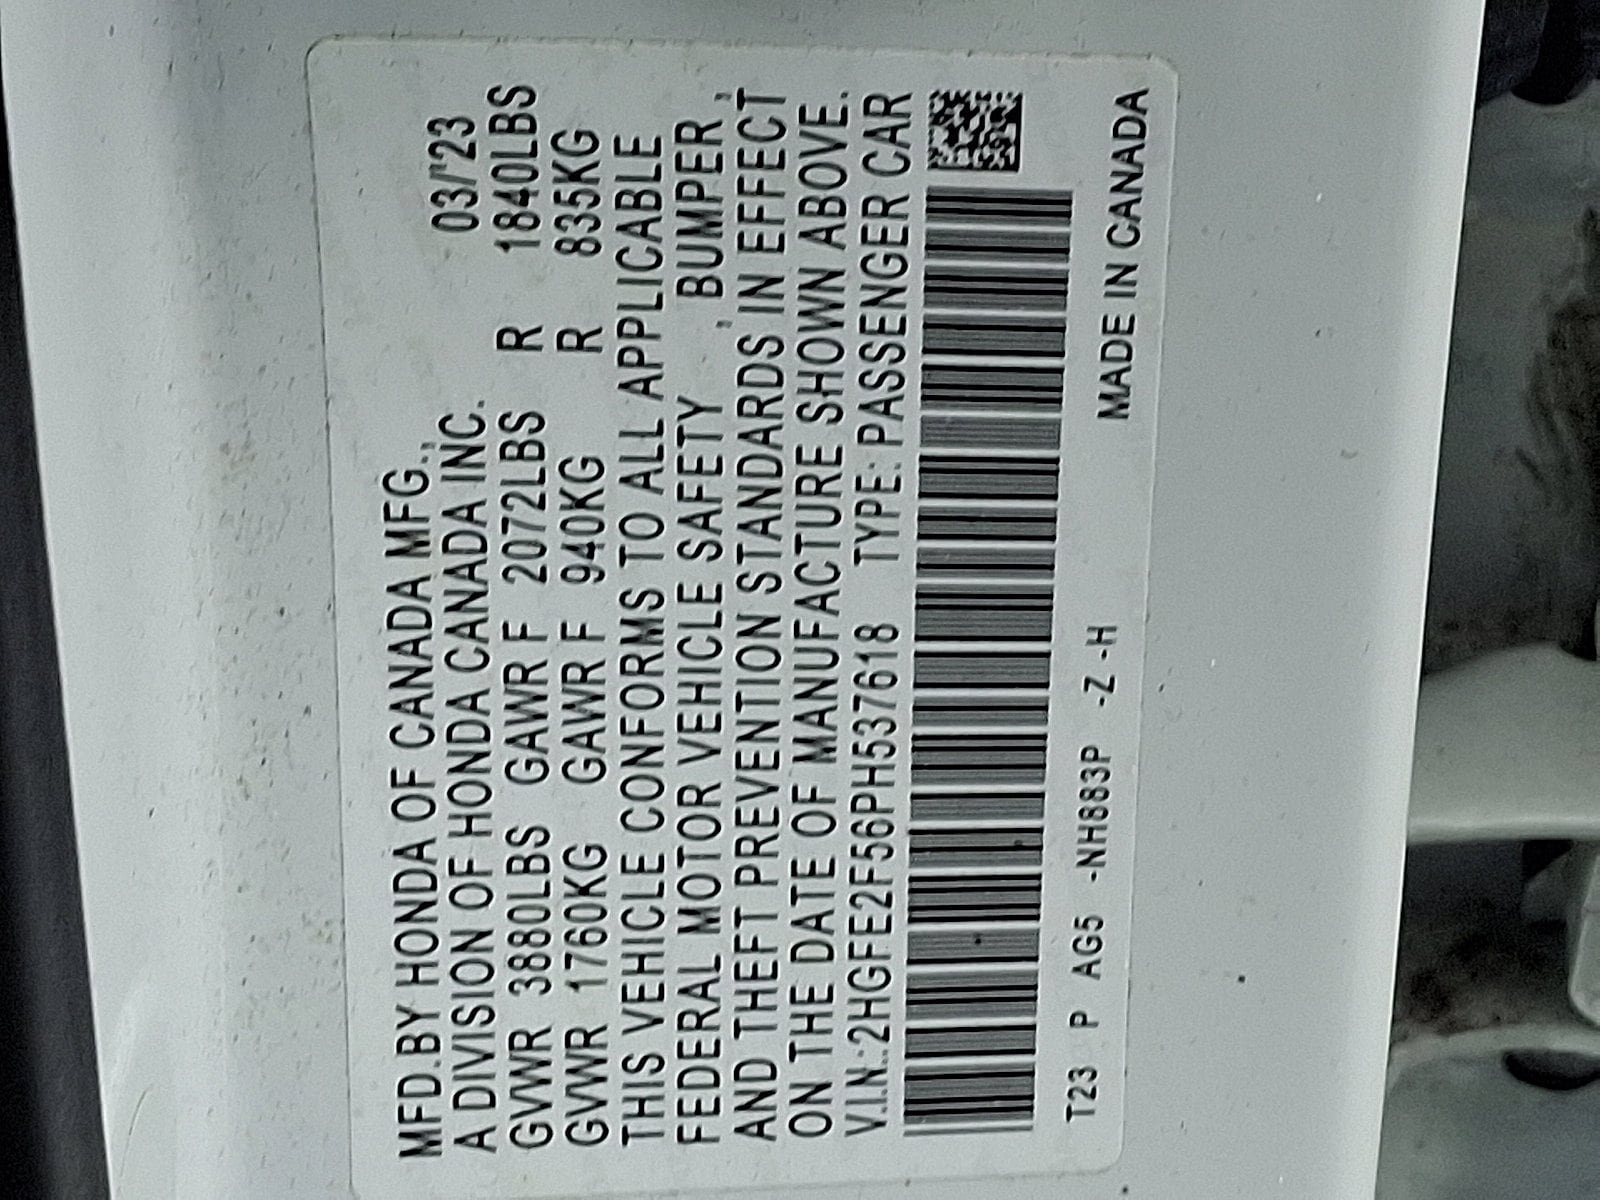 MFD.BY HONDA OF CANADA MFG.,
A DIVISION OF HONDA CANADA INC. 03/'23
GVWR 3880LBS GAWR F 2072LBS R 1840LBS
GVWR 1760KG GAWR F 940KG R 835KG
THIS VEHICLE CONFORMS TO ALL APPLICABLE
FEDERAL MOTOR VEHICLE SAFETY , BUMPER ,
AND THEFT PREVENTION STANDARDS IN EFFECT
ON THE DATE OF MANUFACTURE SHOWN ABOVE.
V.I.N.:2HGFE2F56PH537618 TYPE: PASSENGER CAR
T23 P AG5 -NH883P -Z -H MADE IN CANADA